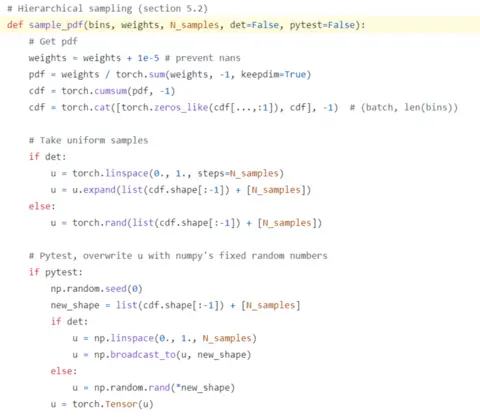 # Hierarchical sampling (section 5.2)
def sample_pdf(bins, weights, N_samples, det=False, pytest=False):
# Get pdf
weights = weights + 1e-5 # prevent nans
pdf = weights / torch.sum(weights, -1, keepdim=True)
cdf = torch.cumsum(pdf, -1)
cdf = torch.cat([torch.zeros_like(cdf[...,:1]), cdf], -1)  # (batch, len(bins))
# Take uniform samples
if det:
u = torch.linspace(0., 1., steps=N_samples)
u = u.expand(list(cdf.shape[:-1]) + [N_samples])
else:
u = torch.rand(list(cdf.shape[:-1]) + [N_samples])
# Pytest, overwrite u with numpy's fixed random numbers
if pytest:
np.random.seed(0)
new_shape = list(cdf.shape[:-1]) + [N_samples]
if det:
u = np.linspace(0., 1., N_samples)
u = np.broadcast_to(u, new_shape)
else:
u = np.random.rand(*new_shape)
u = torch.Tensor(u)